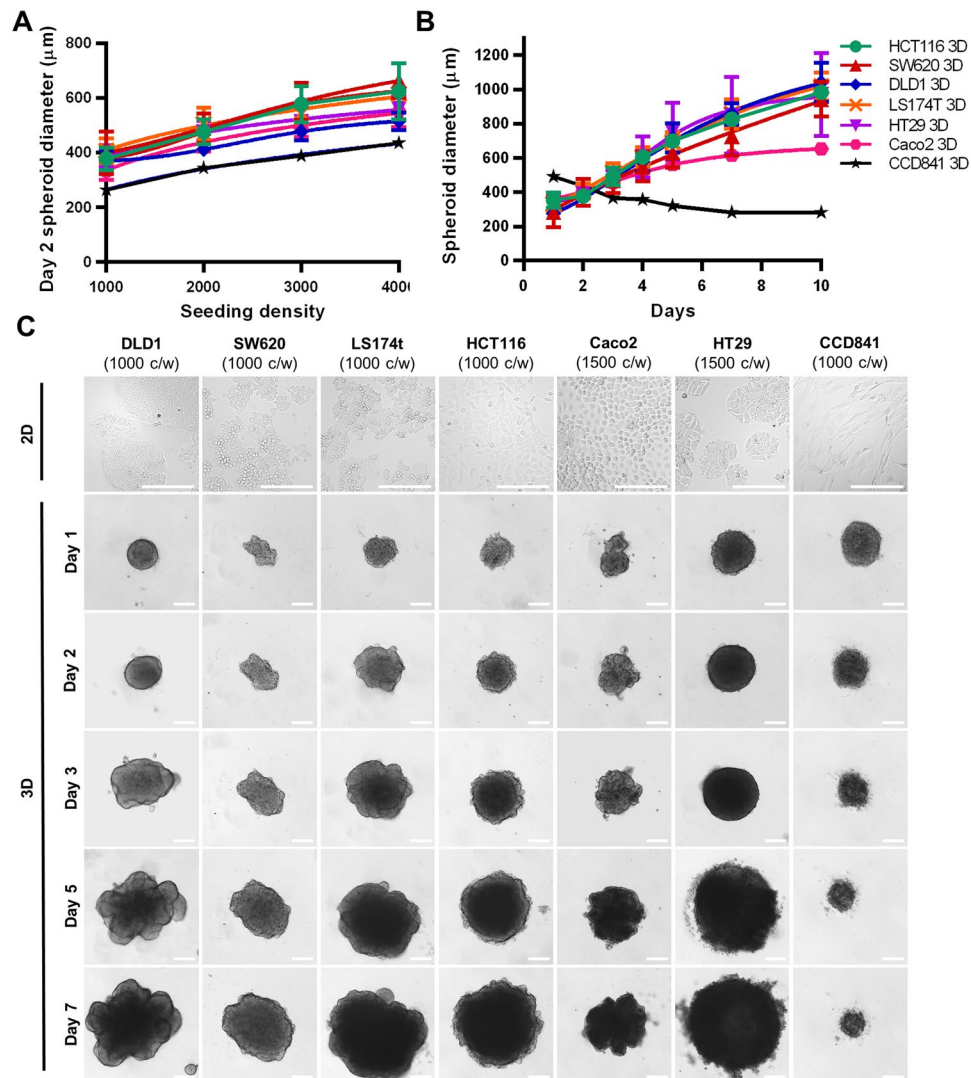 A
Day 2 spheroid diameter (μm)
800
600
400
200
0
1000
2000
3000
4000
Seeding density
B
Spheroid diameter (μm)
1200
1000
800
600
400
200
0
0
2
4
6
8
10
Days
HCT116 3D
SW620 3D
DLD1 3D
LS174T 3D
HT29 3D
Caco2 3D
CCD841 3D
C
DLD1
(1000 c/w)
SW620
(1000 c/w)
LS174t
(1000 c/w)
HCT116
(1000 c/w)
Caco2
(1500 c/w)
HT29
(1500 c/w)
CCD841
(1000 c/w)
2D
3D
Day 1
Day 2
Day 3
Day 5
Day 7